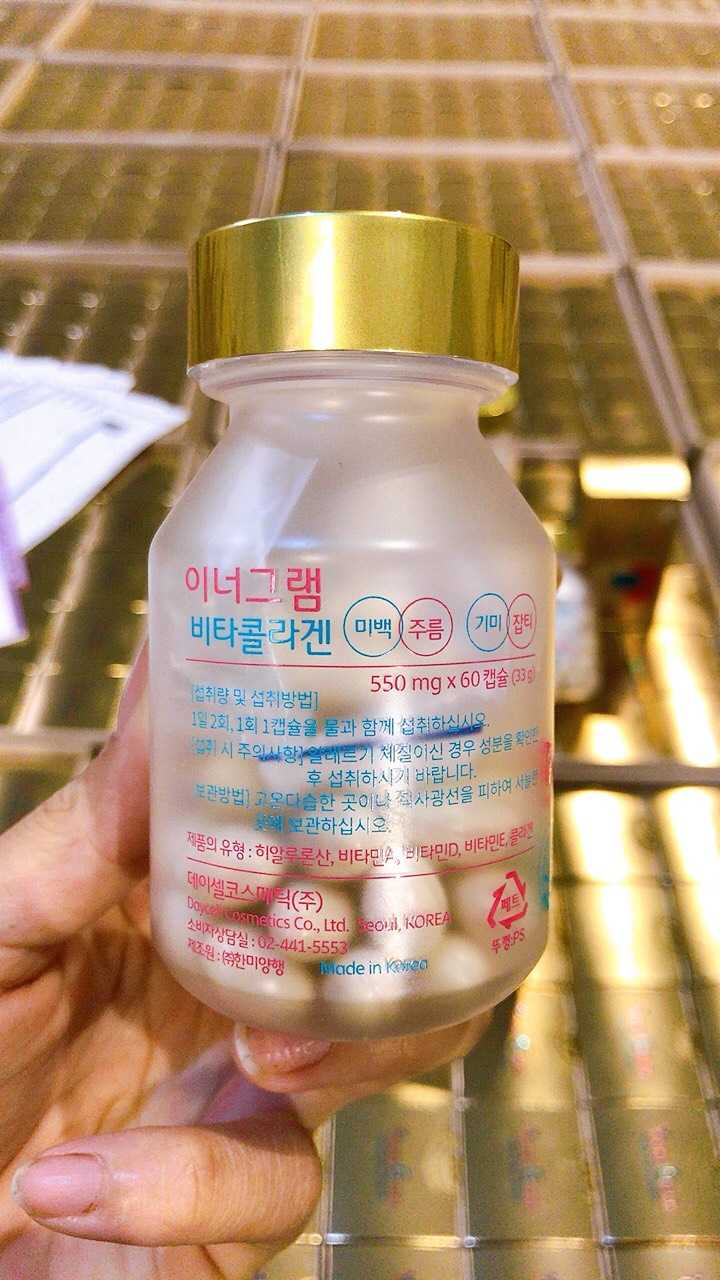 이너그램
비타콜라겐 미백 주름 기미 잡티
550 mg x 60 캡슐 (33 g)
[섭취량 및 섭취방법]
1일 2회, 1회 1캡슐을 물과 함께 섭취하십시오.
[섭취 시 주의사항] 알레르기 체질이신 경우 성분을 확인한
후 섭취하시기 바랍니다.
보관방법] 고온다습한 곳이나 직사광선을 피하여 서늘한
곳에 보관하십시오.
제품의 유형 : 히알루론산, 비타민A, 비타민D, 비타민E, 콜라겐
데이셀코스메틱(주)
Daycell Cosmetics Co., Ltd. Seoul, KOREA
소비자상담실 : 02-441-5553
제조원 : ㈜한미양행 Made in Korea
페트
뚜껑:PS